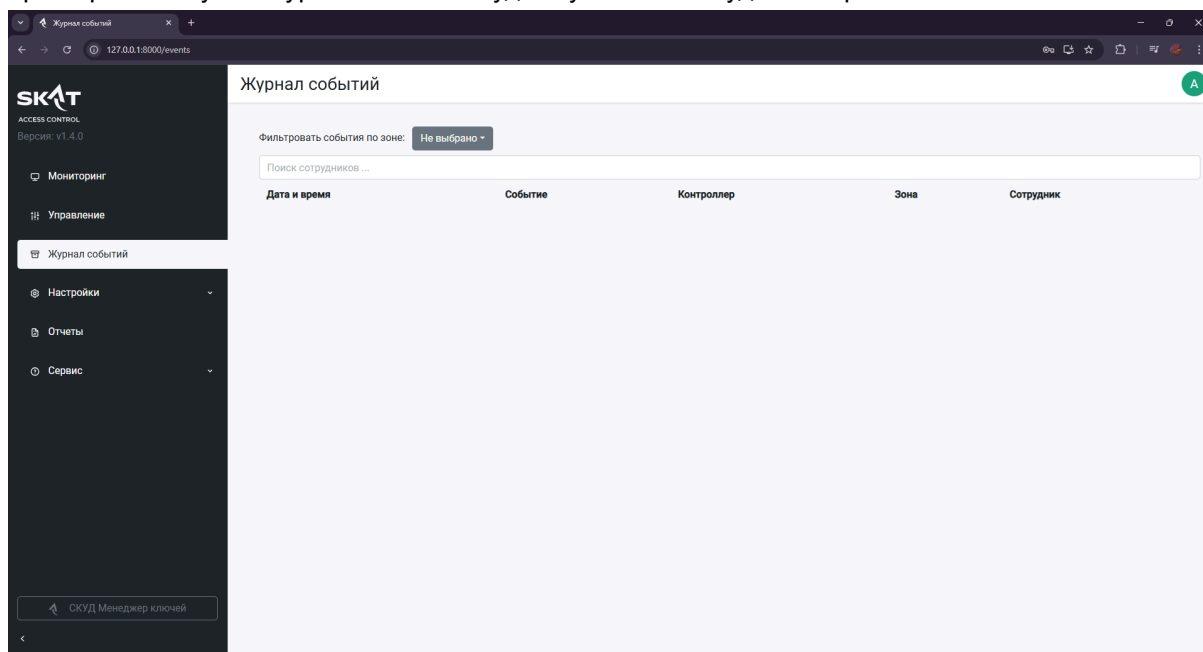 Журнал событий
127.0.0.1:8000/events
SKAT
ACCESS CONTROL
Версия: v1.4.0
Мониторинг
Управление
Журнал событий
Настройки
Отчеты
Сервис
СКУД Менеджер ключей
Журнал событий
A
Фильтровать события по зоне: Не выбрано
Поиск сотрудников ...
Дата и время Событие Контроллер Зона Сотрудник